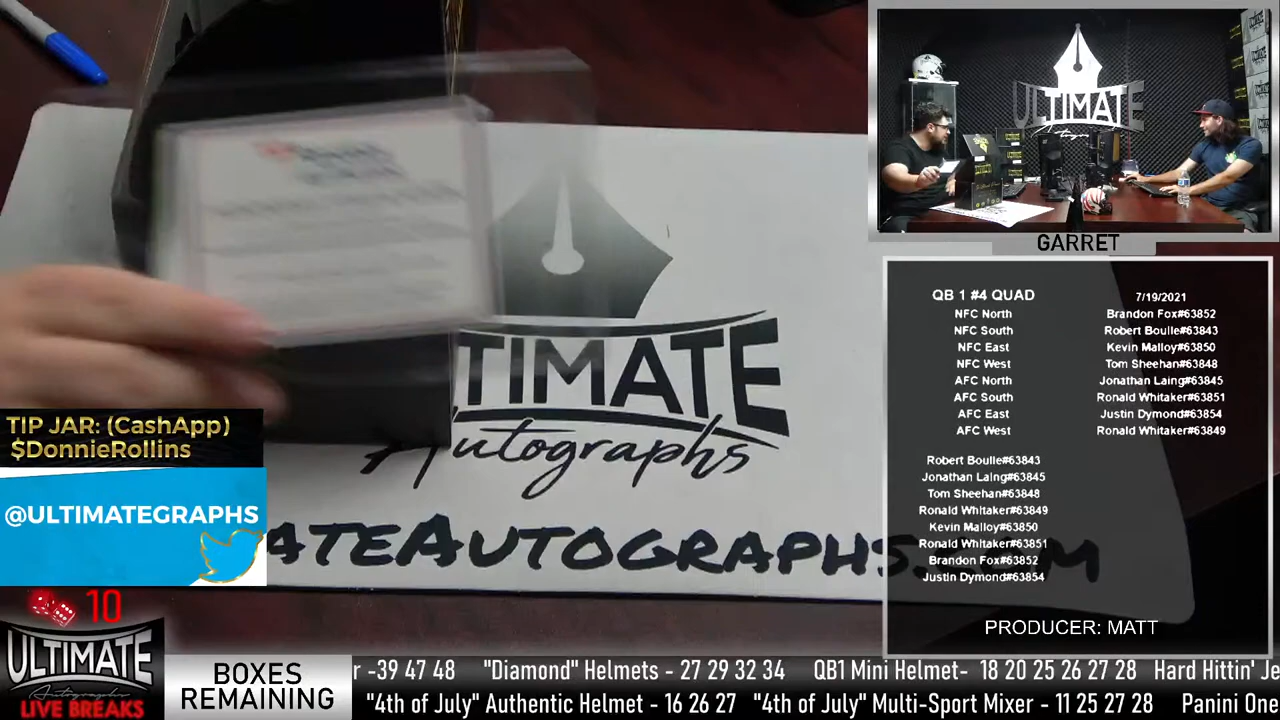 ULTIMATE
Autographs
GARRET
TIMATE
Autographs
ATEAUTOGRAPHS.COM
TIP JAR: (CashApp)
$DonnieRollins
@ULTIMATEGRAPHS
10
ULTIMATE
Autographs
LIVE BREAKS
BOXES
REMAINING
QB 1 #4 QUAD 7/19/2021
NFC North Brandon Fox#63852
NFC South Robert Boulle#63843
NFC East Kevin Malloy#63850
NFC West Tom Sheehan#63848
AFC North Jonathan Laing#63845
AFC South Ronald Whitaker#63851
AFC East Justin Dymond#63854
AFC West Ronald Whitaker#63849
Robert Boulle#63843
Jonathan Laing#63845
Tom Sheehan#63848
Ronald Whitaker#63849
Kevin Malloy#63850
Ronald Whitaker#63851
Brandon Fox#63852
Justin Dymond#63854
PRODUCER: MATT
r -39 47 48 "Diamond" Helmets - 27 29 32 34 QB1 Mini Helmet- 18 20 25 26 27 28 Hard Hittin' Je
"4th of July" Authentic Helmet - 16 26 27 "4th of July" Multi-Sport Mixer - 11 25 27 28 Panini One